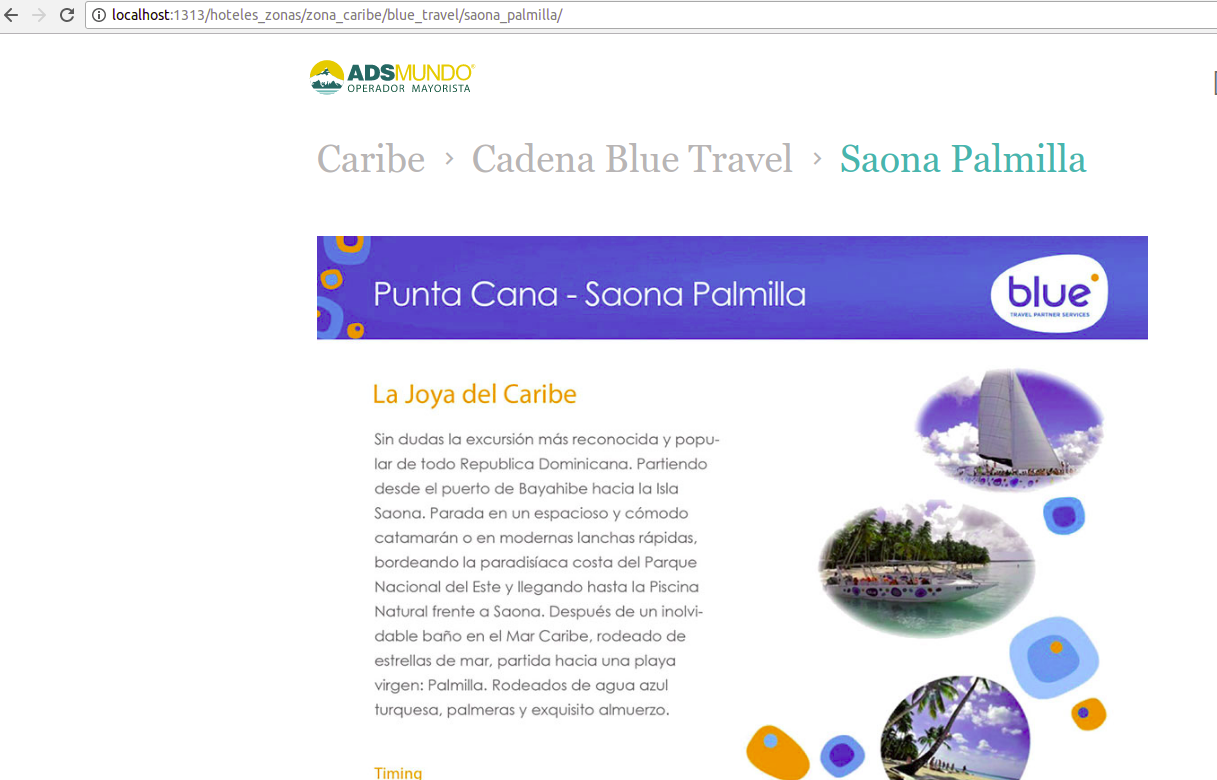 localhost:1313/hoteles_zonas/zona_caribe/blue_travel/saona_palmilla/
ADSMUNDO®
OPERADOR MAYORISTA
Caribe › Cadena Blue Travel › Saona Palmilla
Punta Cana - Saona Palmilla
blue
TRAVEL PARTNER SERVICES
La Joya del Caribe
Sin dudas la excursión más reconocida y popu-
lar de todo Republica Dominicana. Partiendo
desde el puerto de Bayahibe hacia la Isla
Saona. Parada en un espacioso y cómodo
catamarán o en modernas lanchas rápidas,
bordeando la paradisíaca costa del Parque
Nacional del Este y llegando hasta la Piscina
Natural frente a Saona. Después de un inolvi-
dable baño en el Mar Caribe, rodeado de
estrellas de mar, partida hacia una playa
virgen: Palmilla. Rodeados de agua azul
turquesa, palmeras y exquisito almuerzo.
Timing